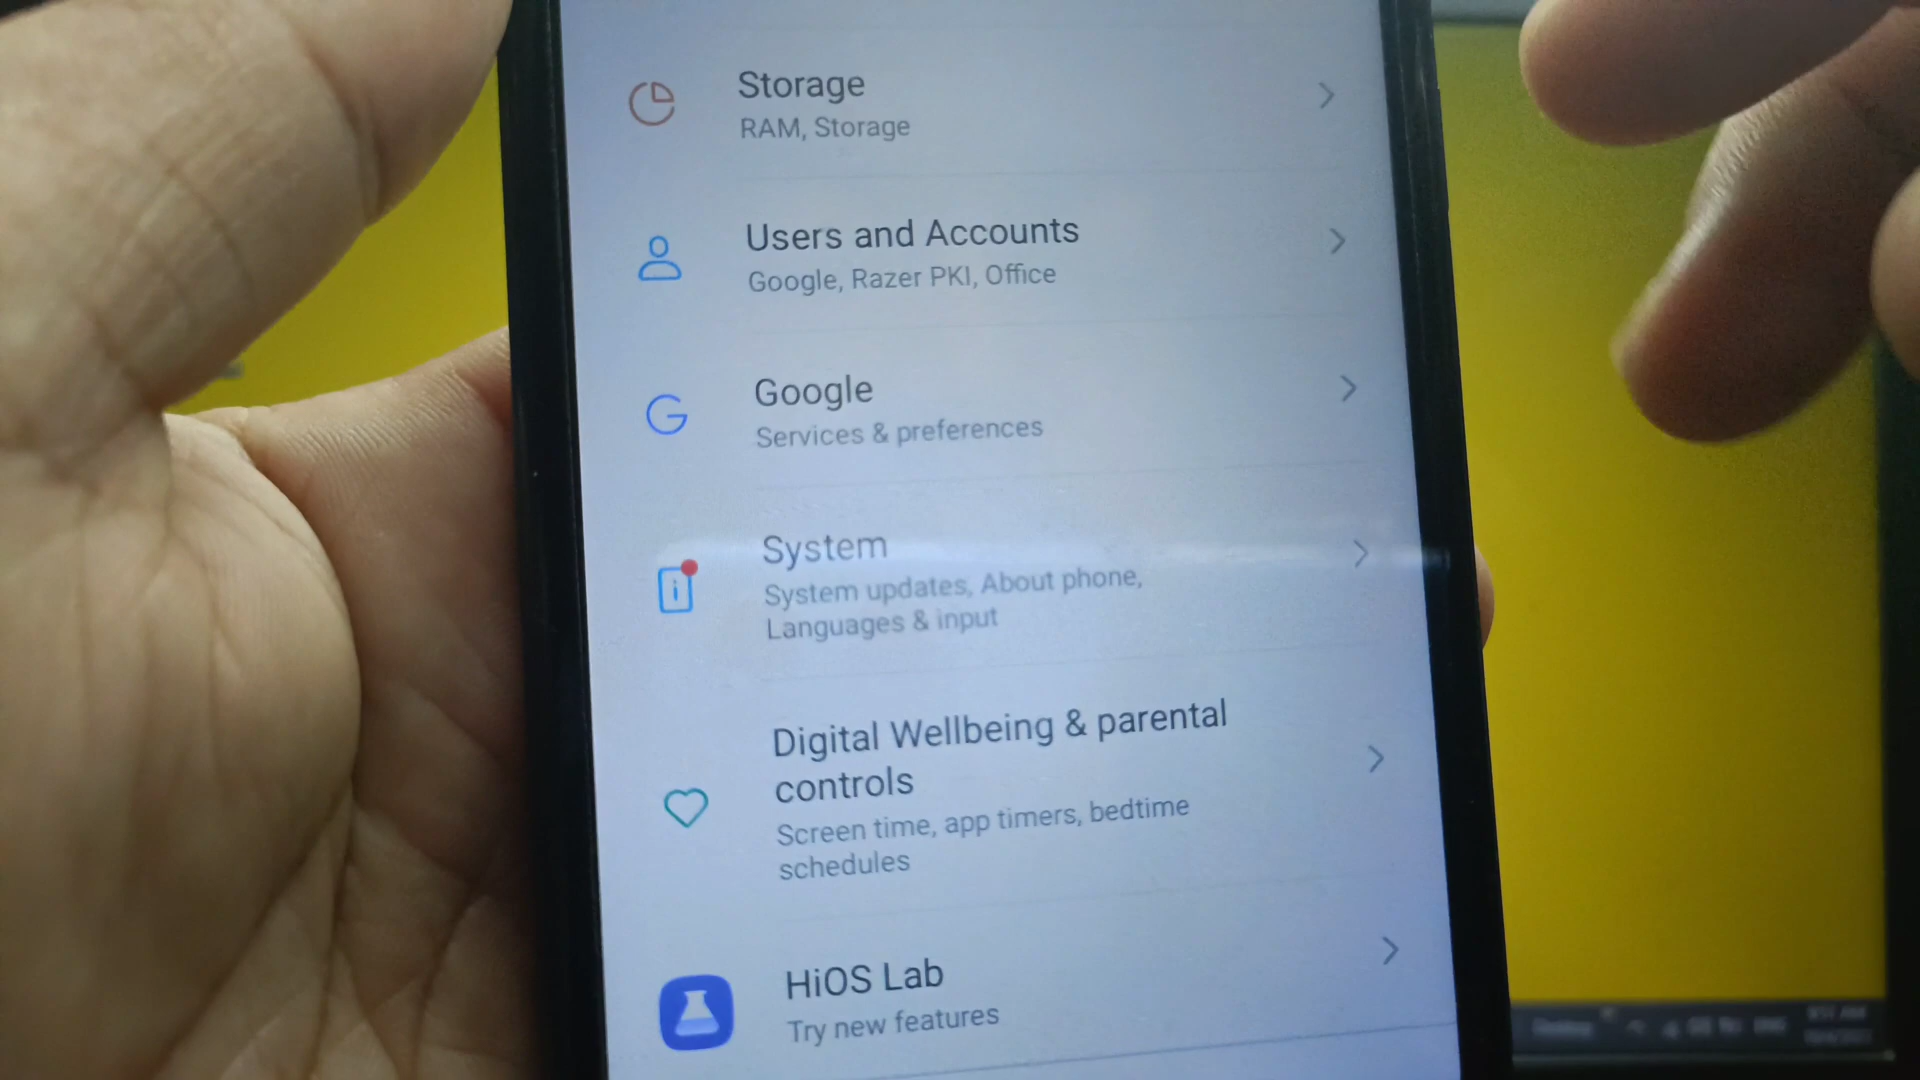 Storage
RAM, Storage
Users and Accounts
Google, Razer PKI, Office
Google
Services & preferences
System
System updates, About phone,
Languages & input
Digital Wellbeing & parental
controls
Screen time, app timers, bedtime
schedules
HiOS Lab
Try new features